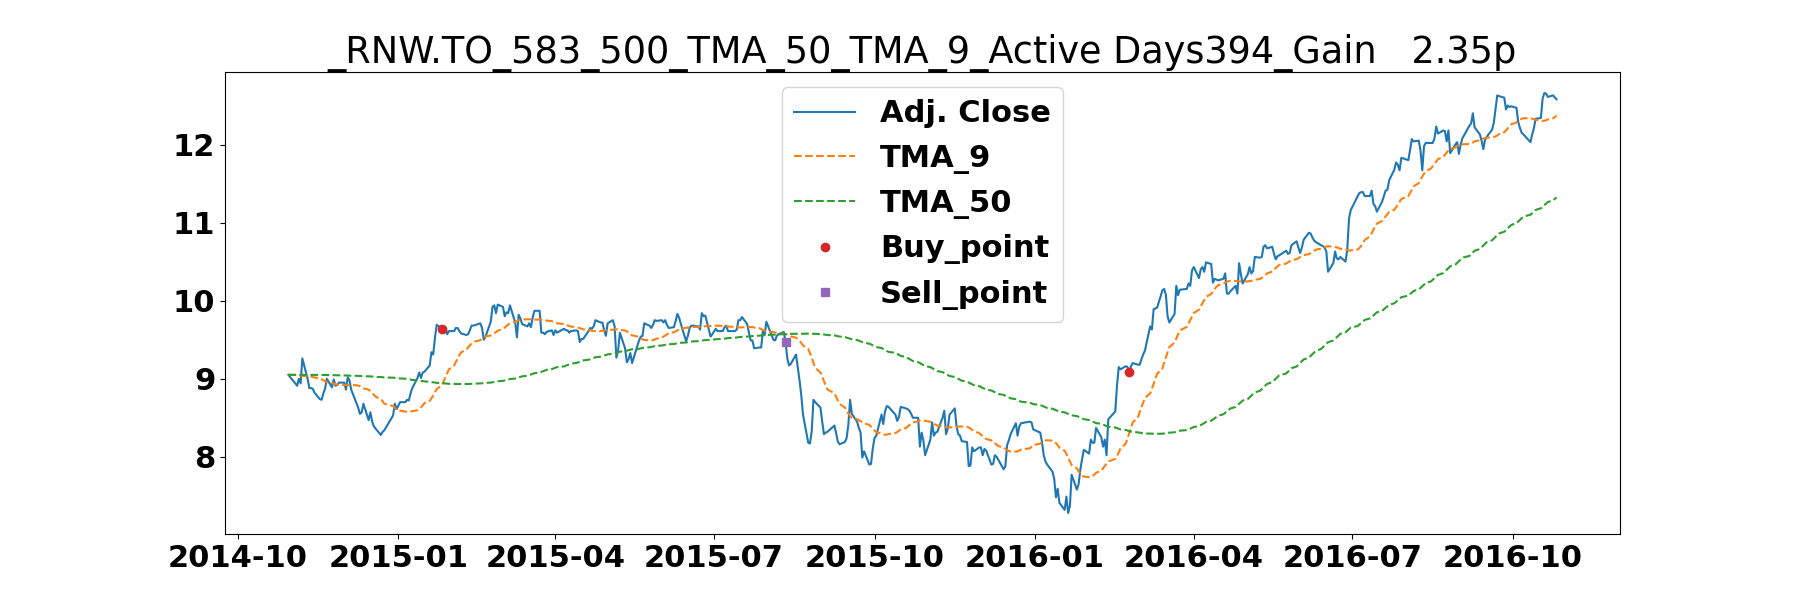 _RNW.TO_583_500_TMA_50_TMA_9_Active Days394_Gain   2.35p
Adj. Close
TMA_9
TMA_50
Buy_point
Sell_point
12
11
10
9
8
2014-10 2015-01 2015-04 2015-07 2015-10 2016-01 2016-04 2016-07 2016-10